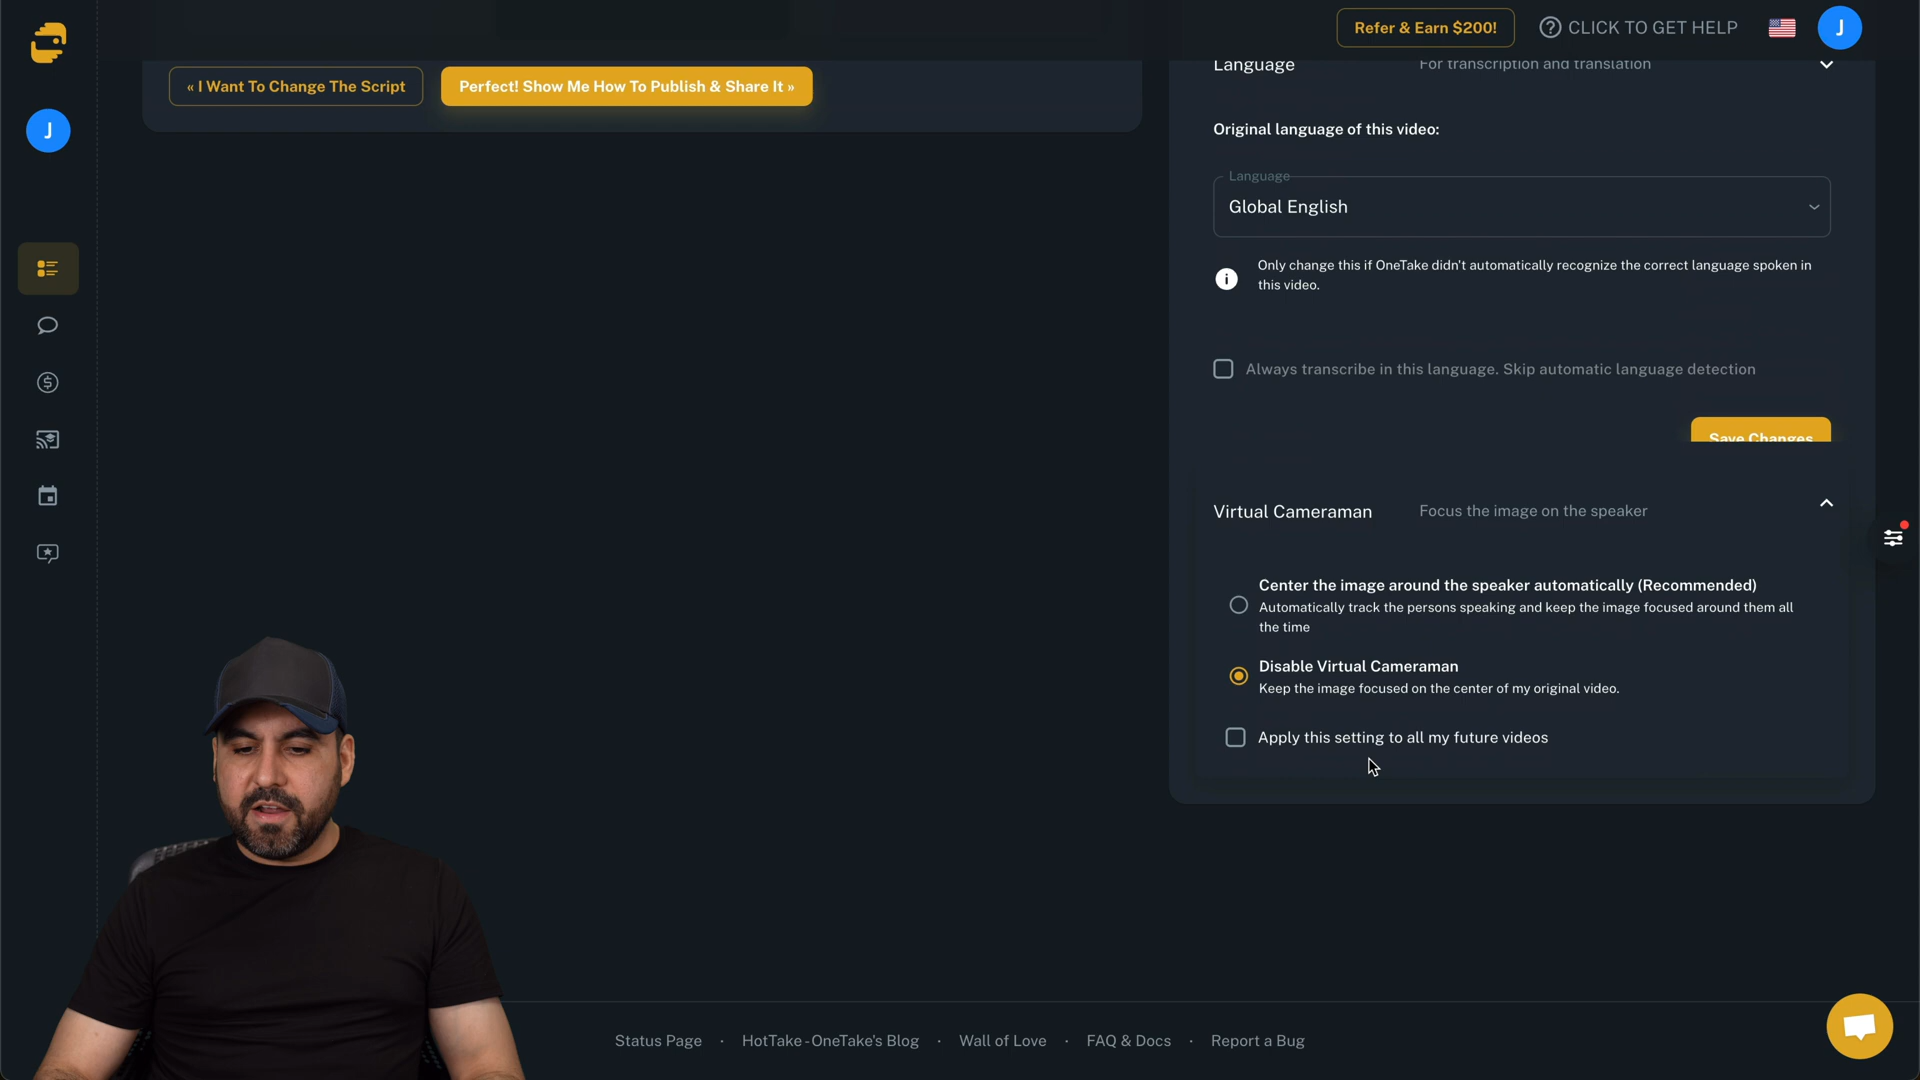 Refer & Earn $200!
CLICK TO GET HELP
J
J
« I Want To Change The Script
Perfect! Show Me How To Publish & Share It »
Language
For transcription and translation
Original language of this video:
Language
Global English
Only change this if OneTake didn't automatically recognize the correct language spoken in
this video.
Always transcribe in this language. Skip automatic language detection
Save Changes
Virtual Cameraman
Focus the image on the speaker
Center the image around the speaker automatically (Recommended)
Automatically track the persons speaking and keep the image focused around them all
the time
Disable Virtual Cameraman
Keep the image focused on the center of my original video.
Apply this setting to all my future videos
Status Page · HotTake - OneTake's Blog · Wall of Love · FAQ & Docs · Report a Bug